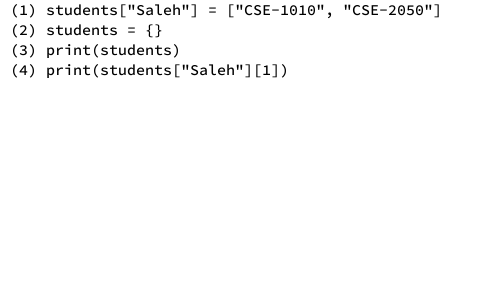 (1) students["Saleh"] = ["CSE-1010", "CSE-2050"]
(2) students = {}
(3) print(students)
(4) print(students["Saleh"][1])